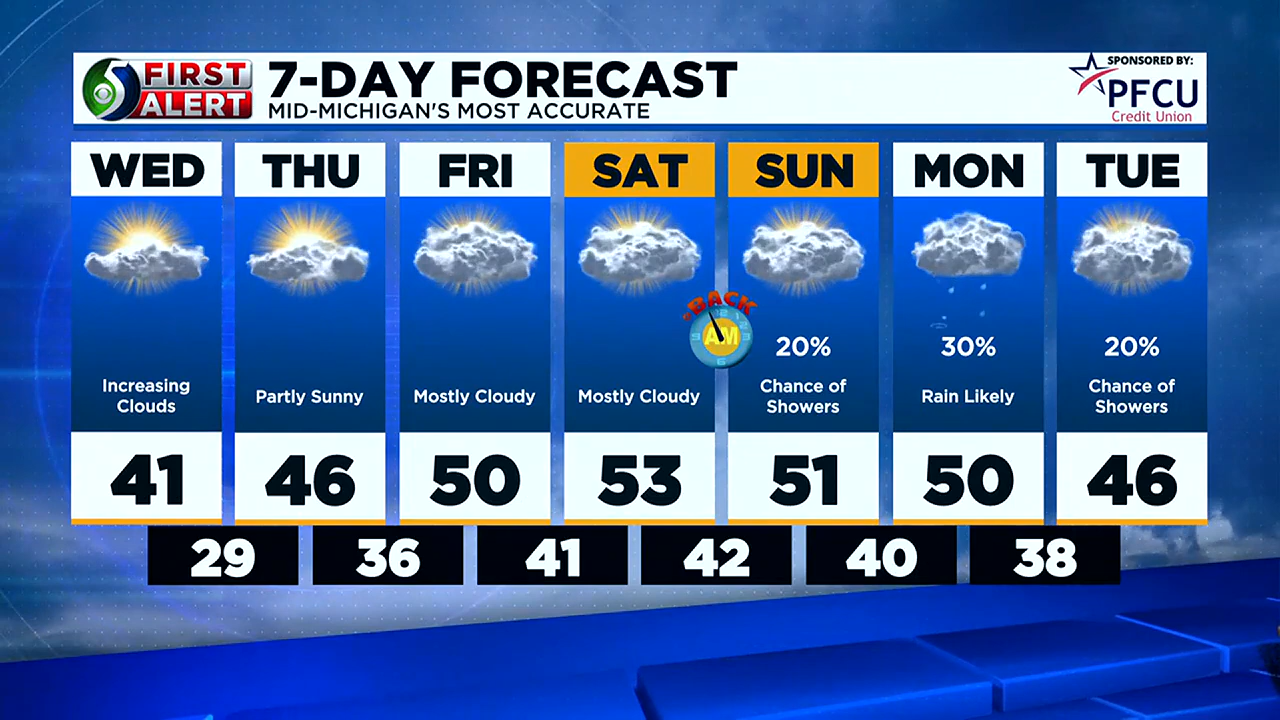 5 FIRST ALERT
7-DAY FORECAST
MID-MICHIGAN'S MOST ACCURATE
SPONSORED BY:
PFCU
Credit Union
WED THU FRI SAT SUN MON TUE
BACK
AM
20% 30% 20%
Increasing Clouds
Partly Sunny
Mostly Cloudy
Mostly Cloudy
Chance of Showers
Rain Likely
Chance of Showers
41 46 50 53 51 50 46
29 36 41 42 40 38